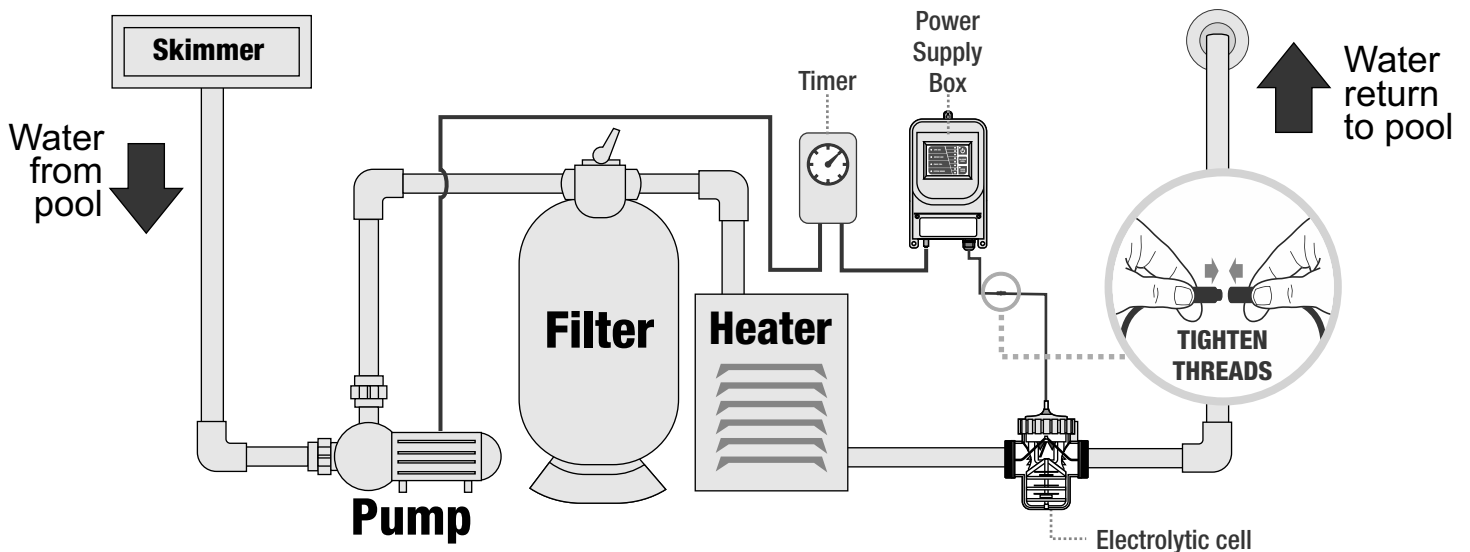 Skimmer
Water
from
pool
Pump
Filter
Heater
Timer
Power
Supply
Box
Water
return
to pool
TIGHTEN
THREADS
Electrolytic cell